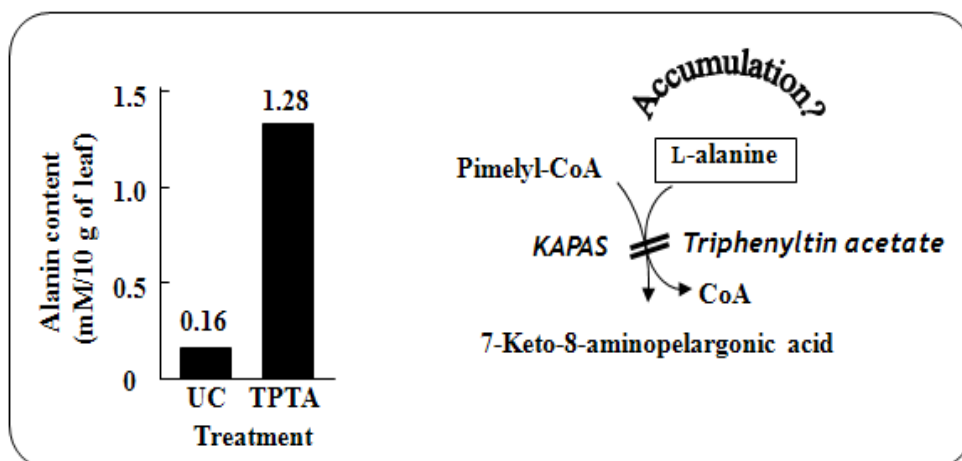 Alanin content
(mM/10 g of leaf)
1.5
1.0
0.5
0
0.16
1.28
UC TPTA
Treatment
Accumulation?
L-alanine
Pimelyl-CoA
KAPAS
Triphenyltin acetate
CoA
7-Keto-8-aminopelargonic acid